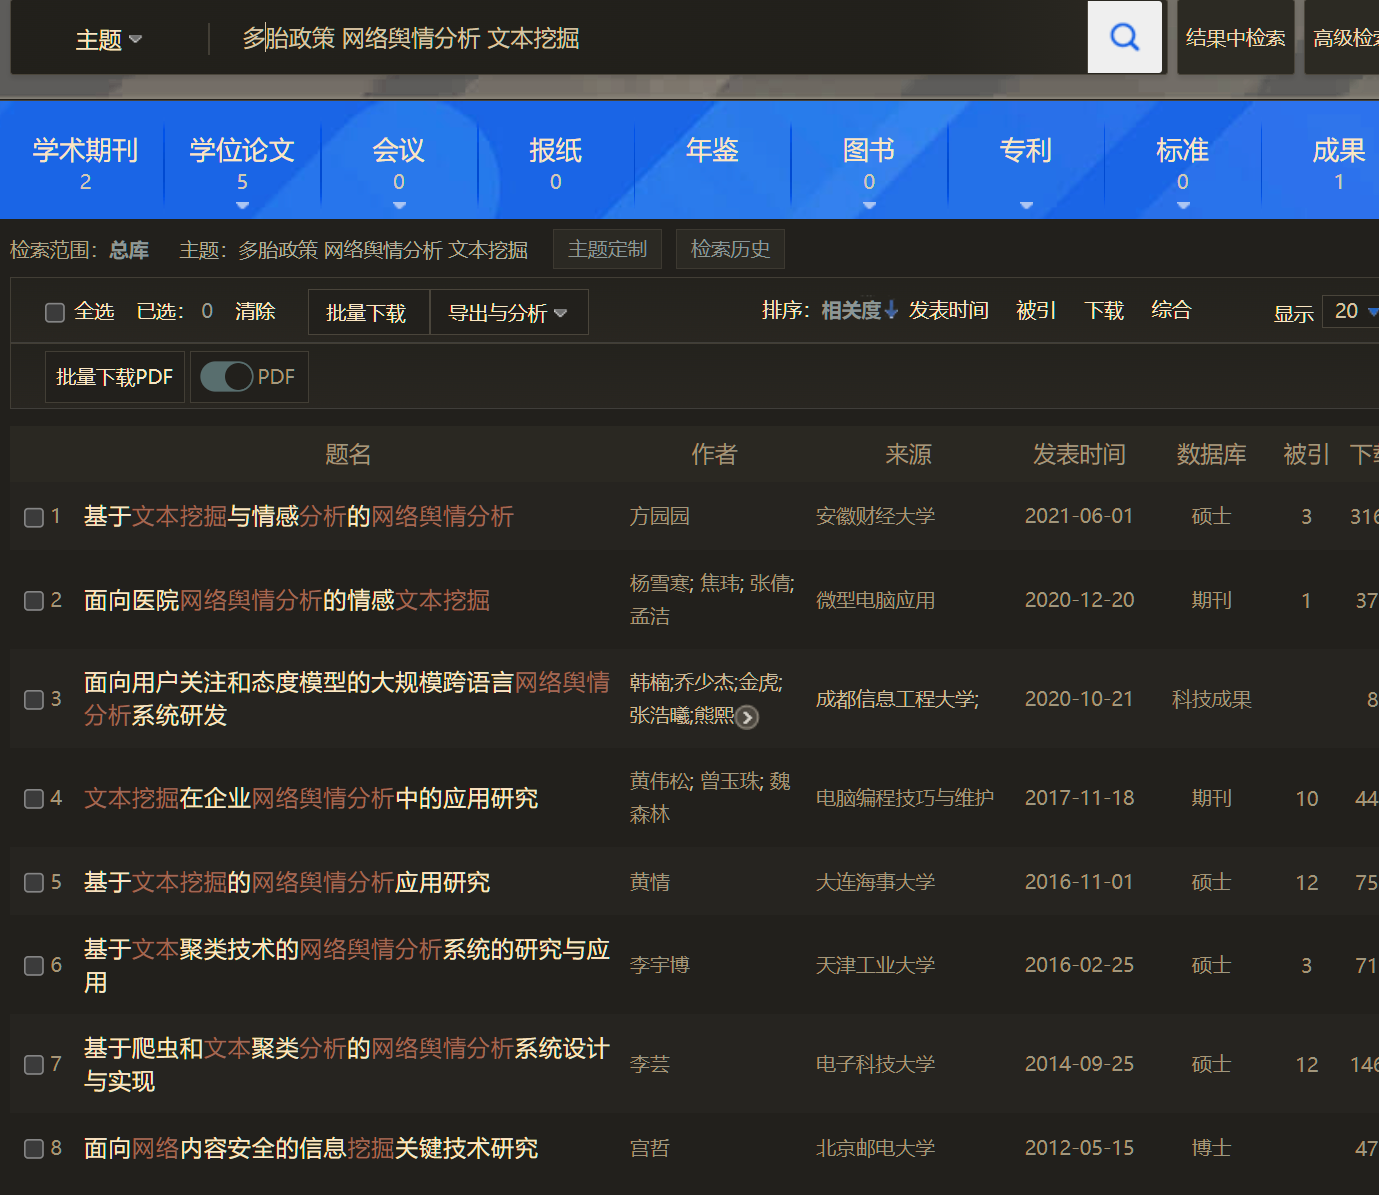 主题 多胎政策 网络舆情分析 文本挖掘 结果中检索 高级检
学术期刊 学位论文 会议 报纸 年鉴 图书 专利 标准 成果
2 5 0 0 0 0 1
检索范围：总库 主题：多胎政策 网络舆情分析 文本挖掘 主题定制 检索历史
全选 已选：0 清除 批量下载 导出与分析 排序：相关度↓ 发表时间 被引 下载 综合 显示 20
批量下载PDF PDF
题名 作者 来源 发表时间 数据库 被引 下
1 基于文本挖掘与情感分析的网络舆情分析 方园园 安徽财经大学 2021-06-01 硕士 3 316
2 面向医院网络舆情分析的情感文本挖掘 杨雪寒; 焦玮; 张倩; 微型电脑应用 2020-12-20 期刊 1 37
孟洁
3 面向用户关注和态度模型的大规模跨语言网络舆情 韩楠;乔少杰;金虎; 成都信息工程大学; 2020-10-21 科技成果 8
分析系统研发 张浩曦;熊熙
4 文本挖掘在企业网络舆情分析中的应用研究 黄伟松; 曾玉珠; 魏 电脑编程技巧与维护 2017-11-18 期刊 10 44
森林
5 基于文本挖掘的网络舆情分析应用研究 黄情 大连海事大学 2016-11-01 硕士 12 75
6 基于文本聚类技术的网络舆情分析系统的研究与应 李宇博 天津工业大学 2016-02-25 硕士 3 71
用
7 基于爬虫和文本聚类分析的网络舆情分析系统设计 李芸 电子科技大学 2014-09-25 硕士 12 146
与实现
8 面向网络内容安全的信息挖掘关键技术研究 宫哲 北京邮电大学 2012-05-15 博士 47